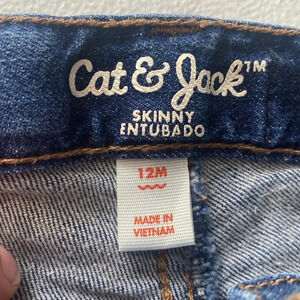 Cat & Jack™
SKINNY
ENTUBADO
12M
MADE IN
VIETNAM